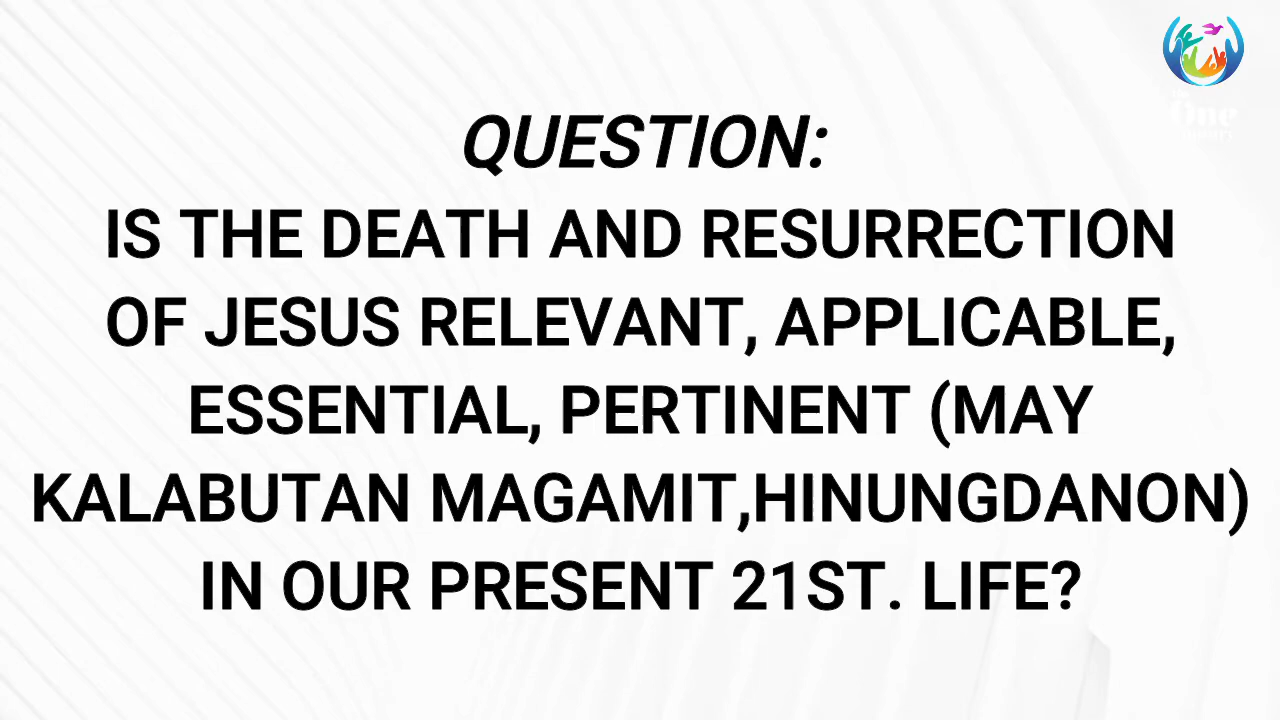 One
QUESTION:
IS THE DEATH AND RESURRECTION
OF JESUS RELEVANT, APPLICABLE,
ESSENTIAL, PERTINENT (MAY
KALABUTAN MAGAMIT,HINUNGDANON)
IN OUR PRESENT 21ST. LIFE?